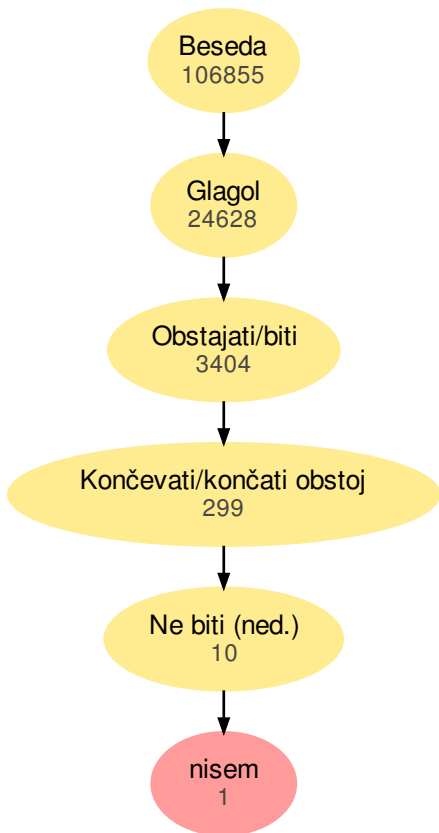 Beseda
106855
Glagol
24628
Obstajati/biti
3404
Končevati/končati obstoj
299
Ne biti (ned.)
10
nisem
1